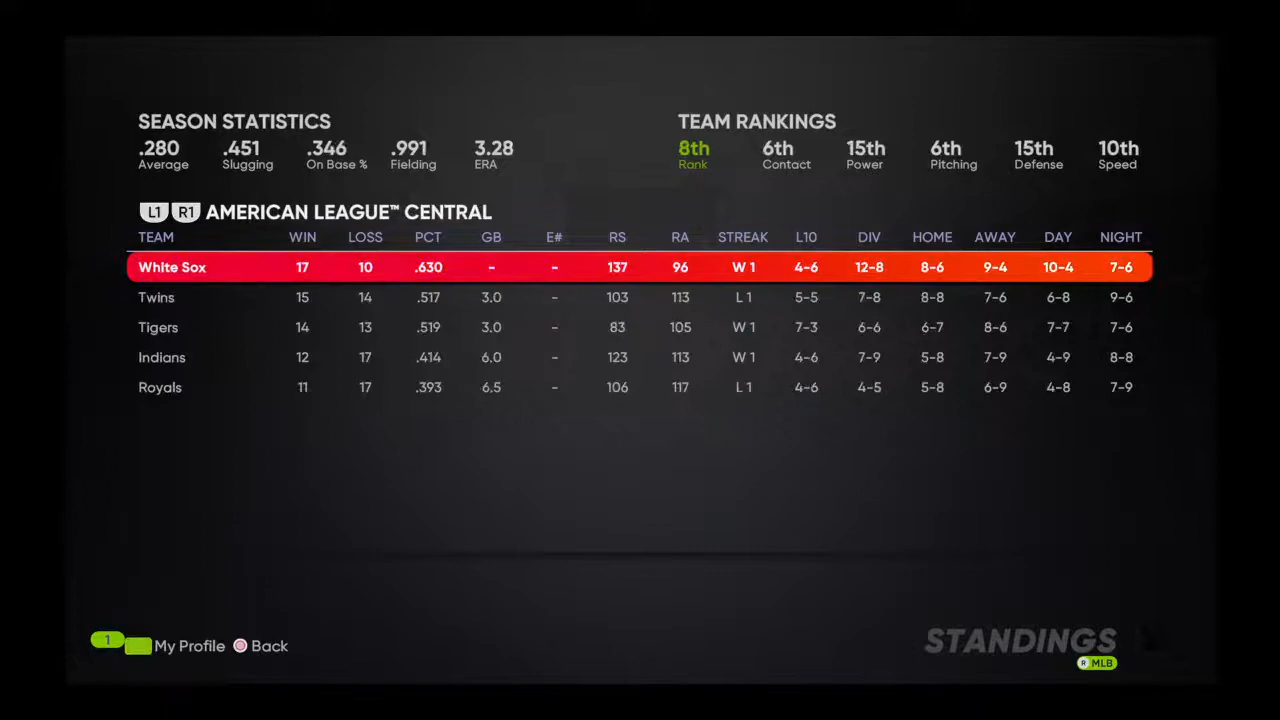 SEASON STATISTICS
.280 .451 .346 .991 3.28
Average Slugging On Base % Fielding ERA
TEAM RANKINGS
8th 6th 15th 6th 15th 10th
Rank Contact Power Pitching Defense Speed
L1 R1 AMERICAN LEAGUE™ CENTRAL
TEAM WIN LOSS PCT GB E# RS RA STREAK L10 DIV HOME AWAY DAY NIGHT
White Sox 17 10 .630 - - 137 96 W 1 4-6 12-8 8-6 9-4 10-4 7-6
Twins 15 14 .517 3.0 - 103 113 L 1 5-5 7-8 8-8 7-6 6-8 9-6
Tigers 14 13 .519 3.0 - 83 105 W 1 7-3 6-6 6-7 8-6 7-7 7-6
Indians 12 17 .414 6.0 - 123 113 W 1 4-6 7-9 5-8 7-9 4-9 8-8
Royals 11 17 .393 6.5 - 106 117 L 1 4-6 4-5 5-8 6-9 4-8 7-9
1 My Profile Back
STANDINGS
R MLB